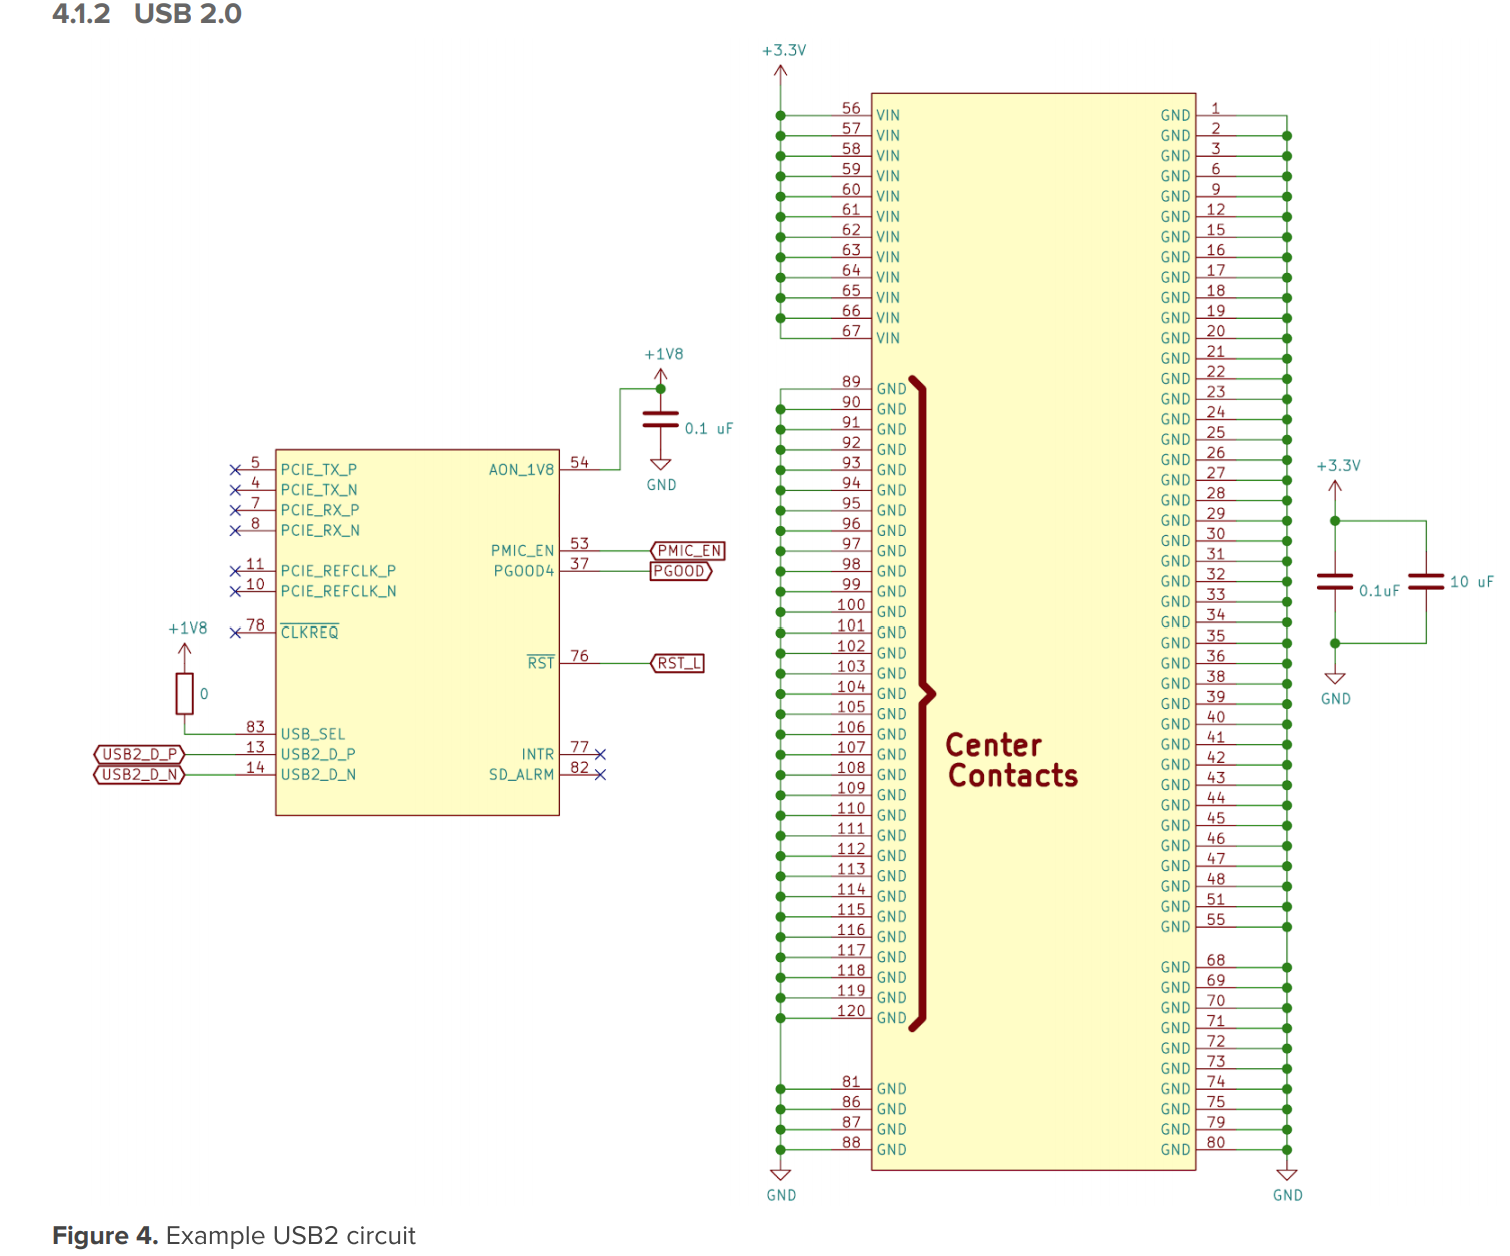 4.1.2 USB 2.0
+3.3V
56 VIN GND 1
57 VIN GND 2
58 VIN GND 3
59 VIN GND 6
60 VIN GND 9
61 VIN GND 12
62 VIN GND 15
63 VIN GND 16
64 VIN GND 17
65 VIN GND 18
66 VIN GND 19
67 VIN GND 20
GND 21
89 GND GND 22
90 GND GND 23
91 GND GND 24
92 GND GND 25
93 GND GND 26
94 GND GND 27
95 GND GND 28
96 GND GND 29
97 GND GND 30
98 GND GND 31
99 GND GND 32
100 GND GND 33
101 GND GND 34
102 GND GND 35
103 GND GND 36
104 GND GND 38
105 GND GND 39
106 GND GND 40
107 GND GND 41
108 GND GND 42
109 GND GND 43
110 GND GND 44
111 GND GND 45
112 GND GND 46
113 GND GND 47
114 GND GND 48
115 GND GND 51
116 GND GND 55
117 GND
118 GND GND 68
119 GND GND 69
120 GND GND 70
GND 71
GND 72
GND 73
81 GND GND 74
86 GND GND 75
87 GND GND 79
88 GND GND 80
GND
GND
Center
Contacts
+1V8
0.1 uF
GND
5 PCIE_TX_P AON_1V8 54
4 PCIE_TX_N
7 PCIE_RX_P
8 PCIE_RX_N
PMIC_EN 53 PMIC_EN
11 PCIE_REFCLK_P PGOOD4 37 PGOOD
10 PCIE_REFCLK_N
78 CLKREQ
+1V8
RST 76 RST_L
0
83 USB_SEL
USB2_D_P 13 USB2_D_P INTR 77
USB2_D_N 14 USB2_D_N SD_ALRM 82
+3.3V
0.1uF 10 uF
GND
Figure 4. Example USB2 circuit